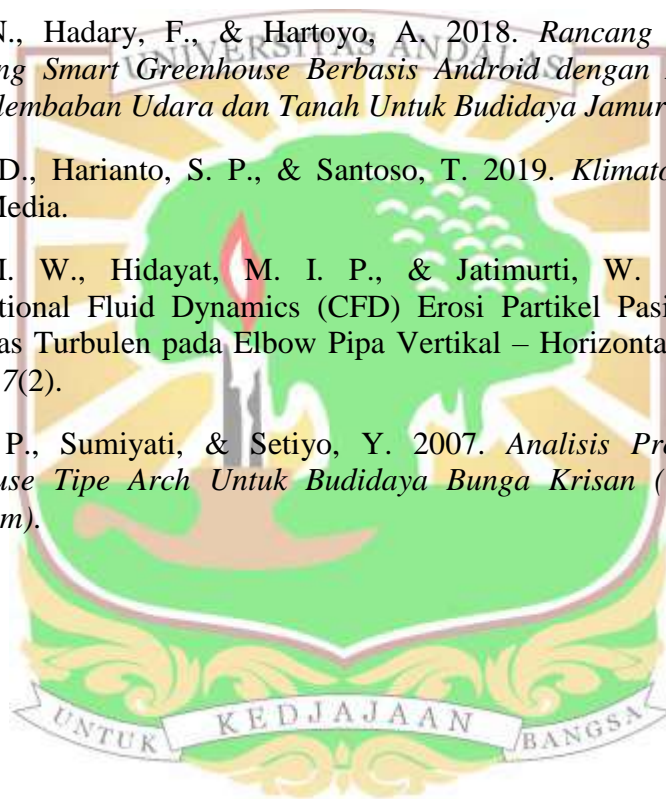 N., Hadary, F., & Hartoyo, A. 2018. Rancang
UNIVERSITAS ANDALAS
ng Smart Greenhouse Berbasis Android dengan
lembaban Udara dan Tanah Untuk Budidaya Jamur
D., Harianto, S. P., & Santoso, T. 2019. Klimato
Media.
I. W., Hidayat, M. I. P., & Jatimurti, W.
tional Fluid Dynamics (CFD) Erosi Partikel Pasi
as Turbulen pada Elbow Pipa Vertikal – Horizonta
7(2).
P., Sumiyati, & Setiyo, Y. 2007. Analisis Pr
use Tipe Arch Untuk Budidaya Bunga Krisan (
m).
UNTUK KEDJAJAAN BANGSA